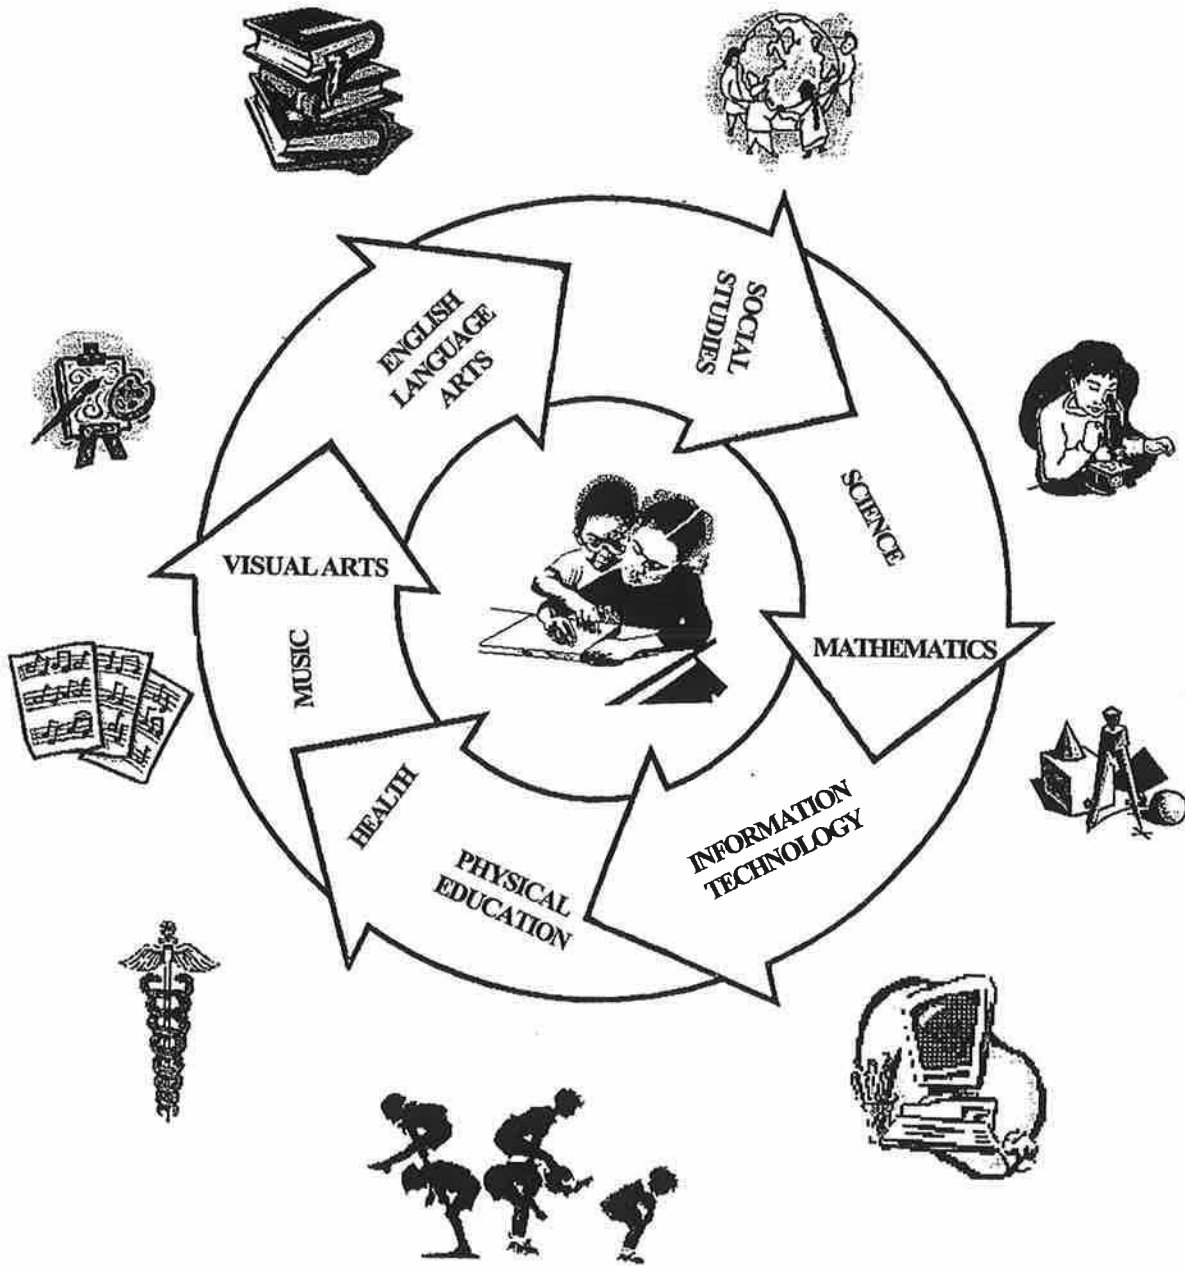 ENGLISH
LANGUAGE
ARTS
SOCIAL
STUDIES
SCIENCE
MATHEMATICS
INFORMATION
TECHNOLOGY
PHYSICAL
EDUCATION
HEALTH
MUSIC
VISUAL ARTS